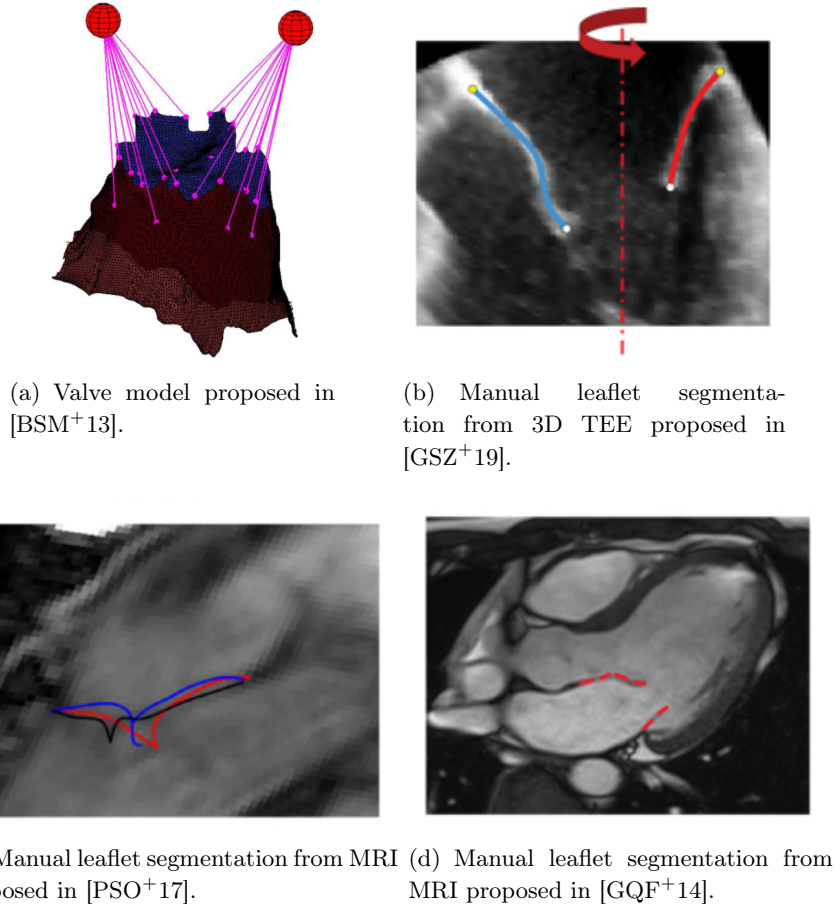 (a) Valve model proposed in
[BSM+13].
(b) Manual leaflet segmenta-
tion from 3D TEE proposed in
[GSZ+19].
Manual leaflet segmentation from MRI
posed in [PSO+17].
(d) Manual leaflet segmentation from
MRI proposed in [GQF+14].